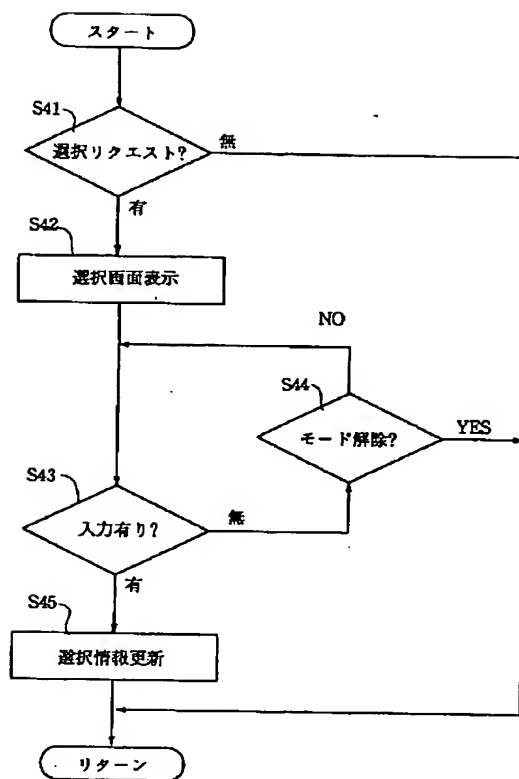 スタート
S41
選択リクエスト?
無
有
S42
選択画面表示
NO
S44
モード解除?
YES
S43
入力有り?
無
有
S45
選択情報更新
リターン